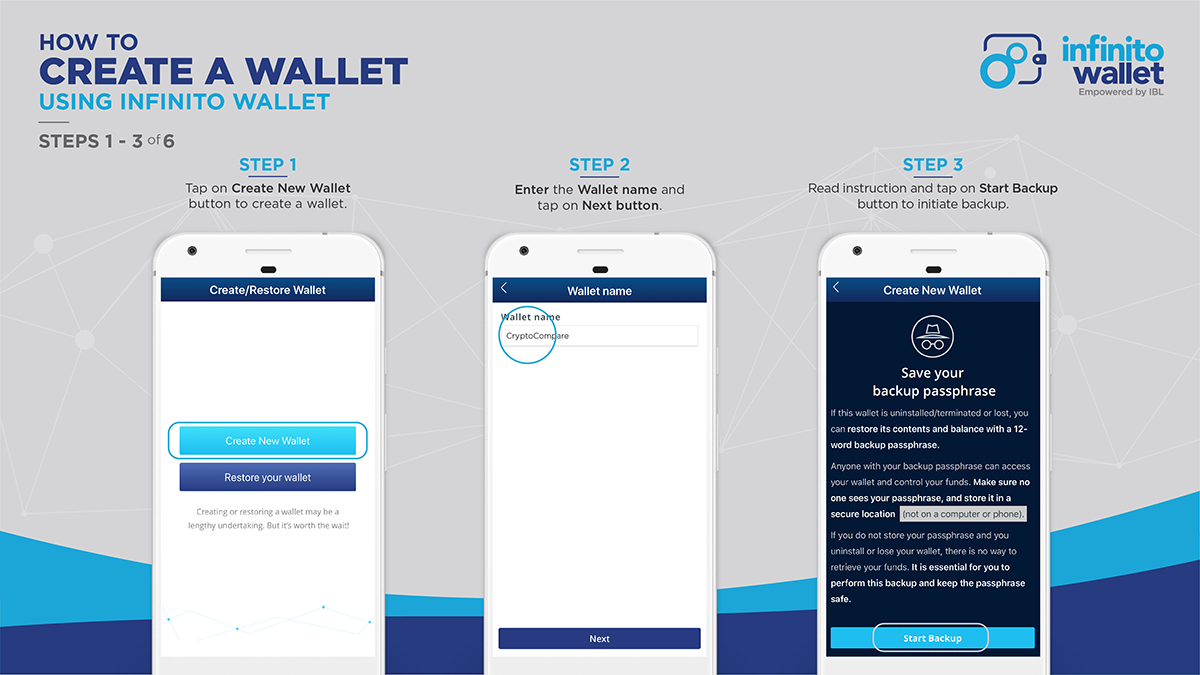 HOW TO
CREATE A WALLET
USING INFINITO WALLET
STEPS 1 - 3 of 6
infinito
wallet
Empowered by IBL
STEP 1
Tap on Create New Wallet
button to create a wallet.
Create/Restore Wallet
Create New Wallet
Restore your wallet
Creating or restoring a wallet may be a
lengthy undertaking. But it's worth the wait!
STEP 2
Enter the Wallet name and
tap on Next button.
Wallet name
Wallet name
CryptoCompare
Next
STEP 3
Read instruction and tap on Start Backup
button to initiate backup.
Create New Wallet
Save your
backup passphrase
If this wallet is uninstalled/terminated or lost, you
can restore its contents and balance with a 12-
word backup passphrase.
Anyone with your backup passphrase can access
your wallet and control your funds. Make sure no
one sees your passphrase, and store it in a
secure location (not on a computer or phone).
If you do not store your passphrase and you
uninstall or lose your wallet, there is no way to
retrieve your funds. It is essential for you to
perform this backup and keep the passphrase
safe.
Start Backup